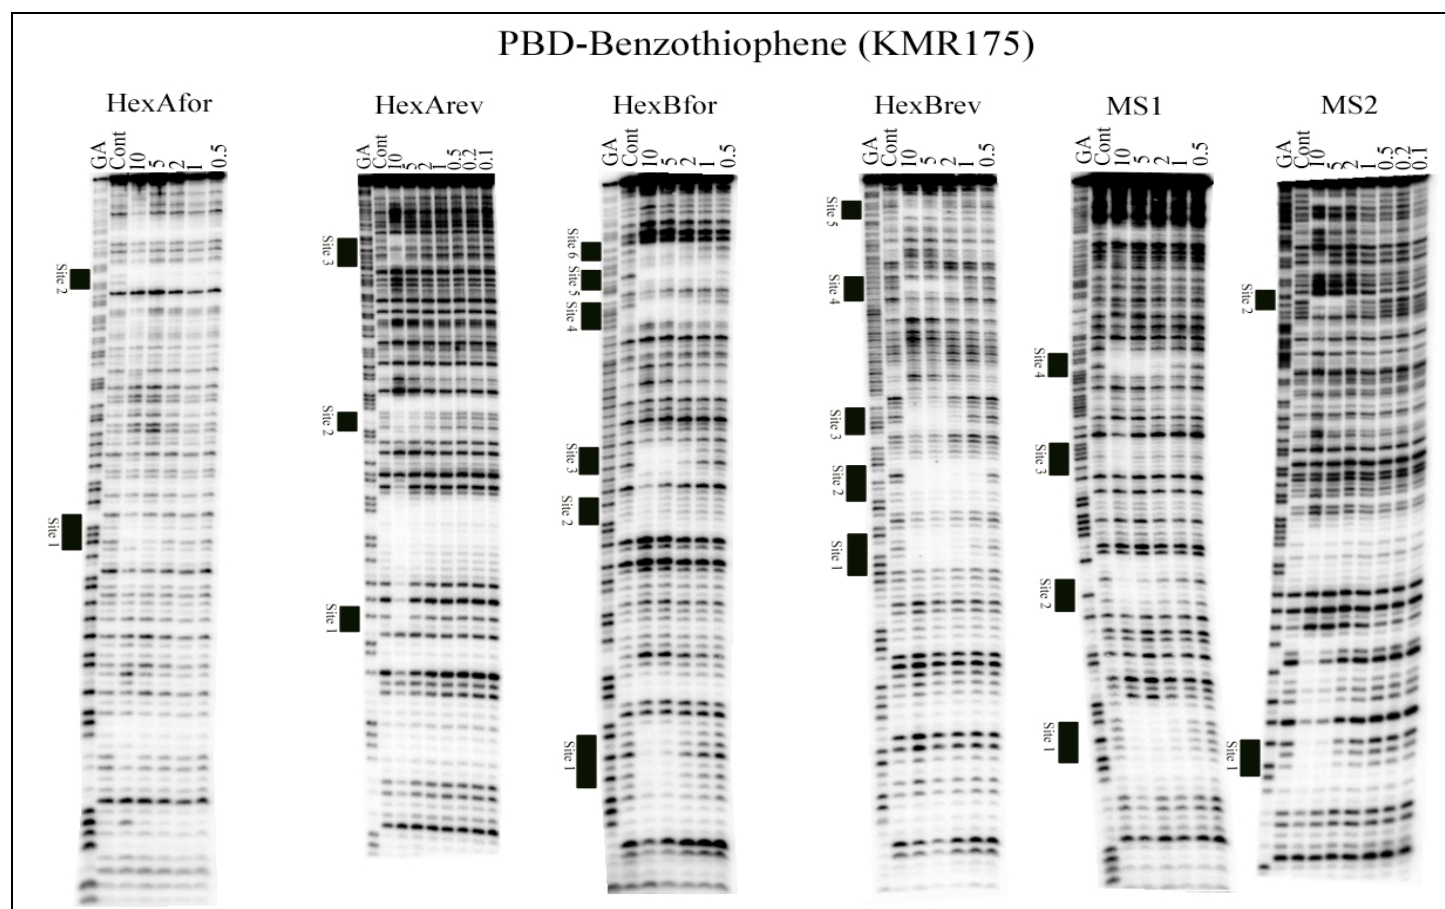 PBD-Benzothiophene (KMR175)
HexAfor
HexArev
HexBfor
HexBrev
MS1
MS2
GA Cont 10 5 2 1 0.5
GA Cont 10 5 2 1 0.5 0.2 0.1
GA Cont 10 5 2 1 0.5
GA Cont 10 5 2 1 0.5
GA Cont 10 5 2 1 0.5
GA Cont 10 5 2 1 0.5 0.2 0.1
Site 2
Site 1
Site 3
Site 2
Site 1
Site 6
Site 5
Site 4
Site 3
Site 2
Site 1
Site 5
Site 4
Site 3
Site 2
Site 1
Site 4
Site 3
Site 2
Site 1
Site 2
Site 1